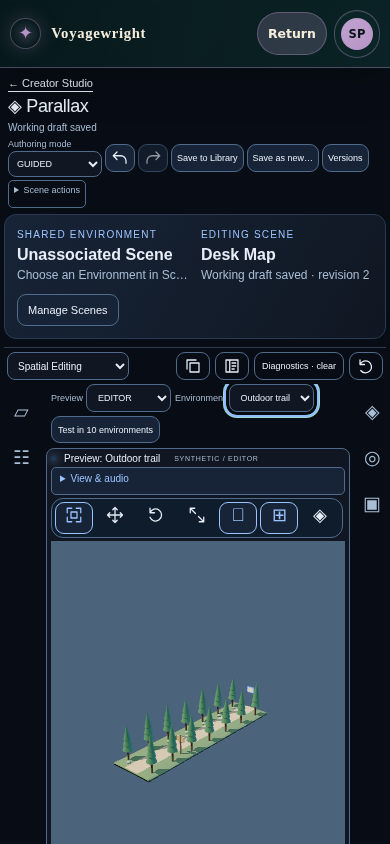 Voyagewright
Return
SP
← Creator Studio
◈ Parallax
Working draft saved
Authoring mode
GUIDED
Save to Library
Save as new…
Versions
Scene actions
SHARED ENVIRONMENT
Unassociated Scene
Choose an Environment in Sc…
EDITING SCENE
Desk Map
Working draft saved · revision 2
Manage Scenes
Spatial Editing
Diagnostics · clear
Preview
EDITOR
Environmen
Outdoor trail
Test in 10 environments
Preview: Outdoor trail
SYNTHETIC / EDITOR
View & audio